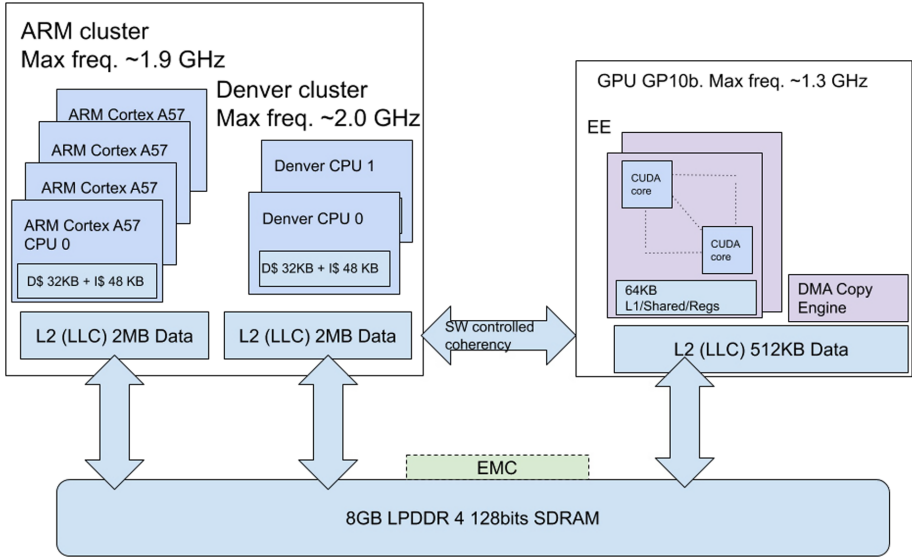 ARM cluster
Max freq. ~1.9 GHz
Denver cluster
Max freq. ~2.0 GHz
ARM Cortex A57
ARM Cortex A57
ARM Cortex A57
ARM Cortex A57
CPU 0
D$ 32KB + I$ 48 KB
Denver CPU 1
Denver CPU 0
D$ 32KB + I$ 48 KB
L2 (LLC) 2MB Data
L2 (LLC) 2MB Data
SW controlled
coherency
GPU GP10b. Max freq. ~1.3 GHz
EE
CUDA
core
CUDA
core
64KB
L1/Shared/Regs
DMA Copy
Engine
L2 (LLC) 512KB Data
EMC
8GB LPDDR 4 128bits SDRAM